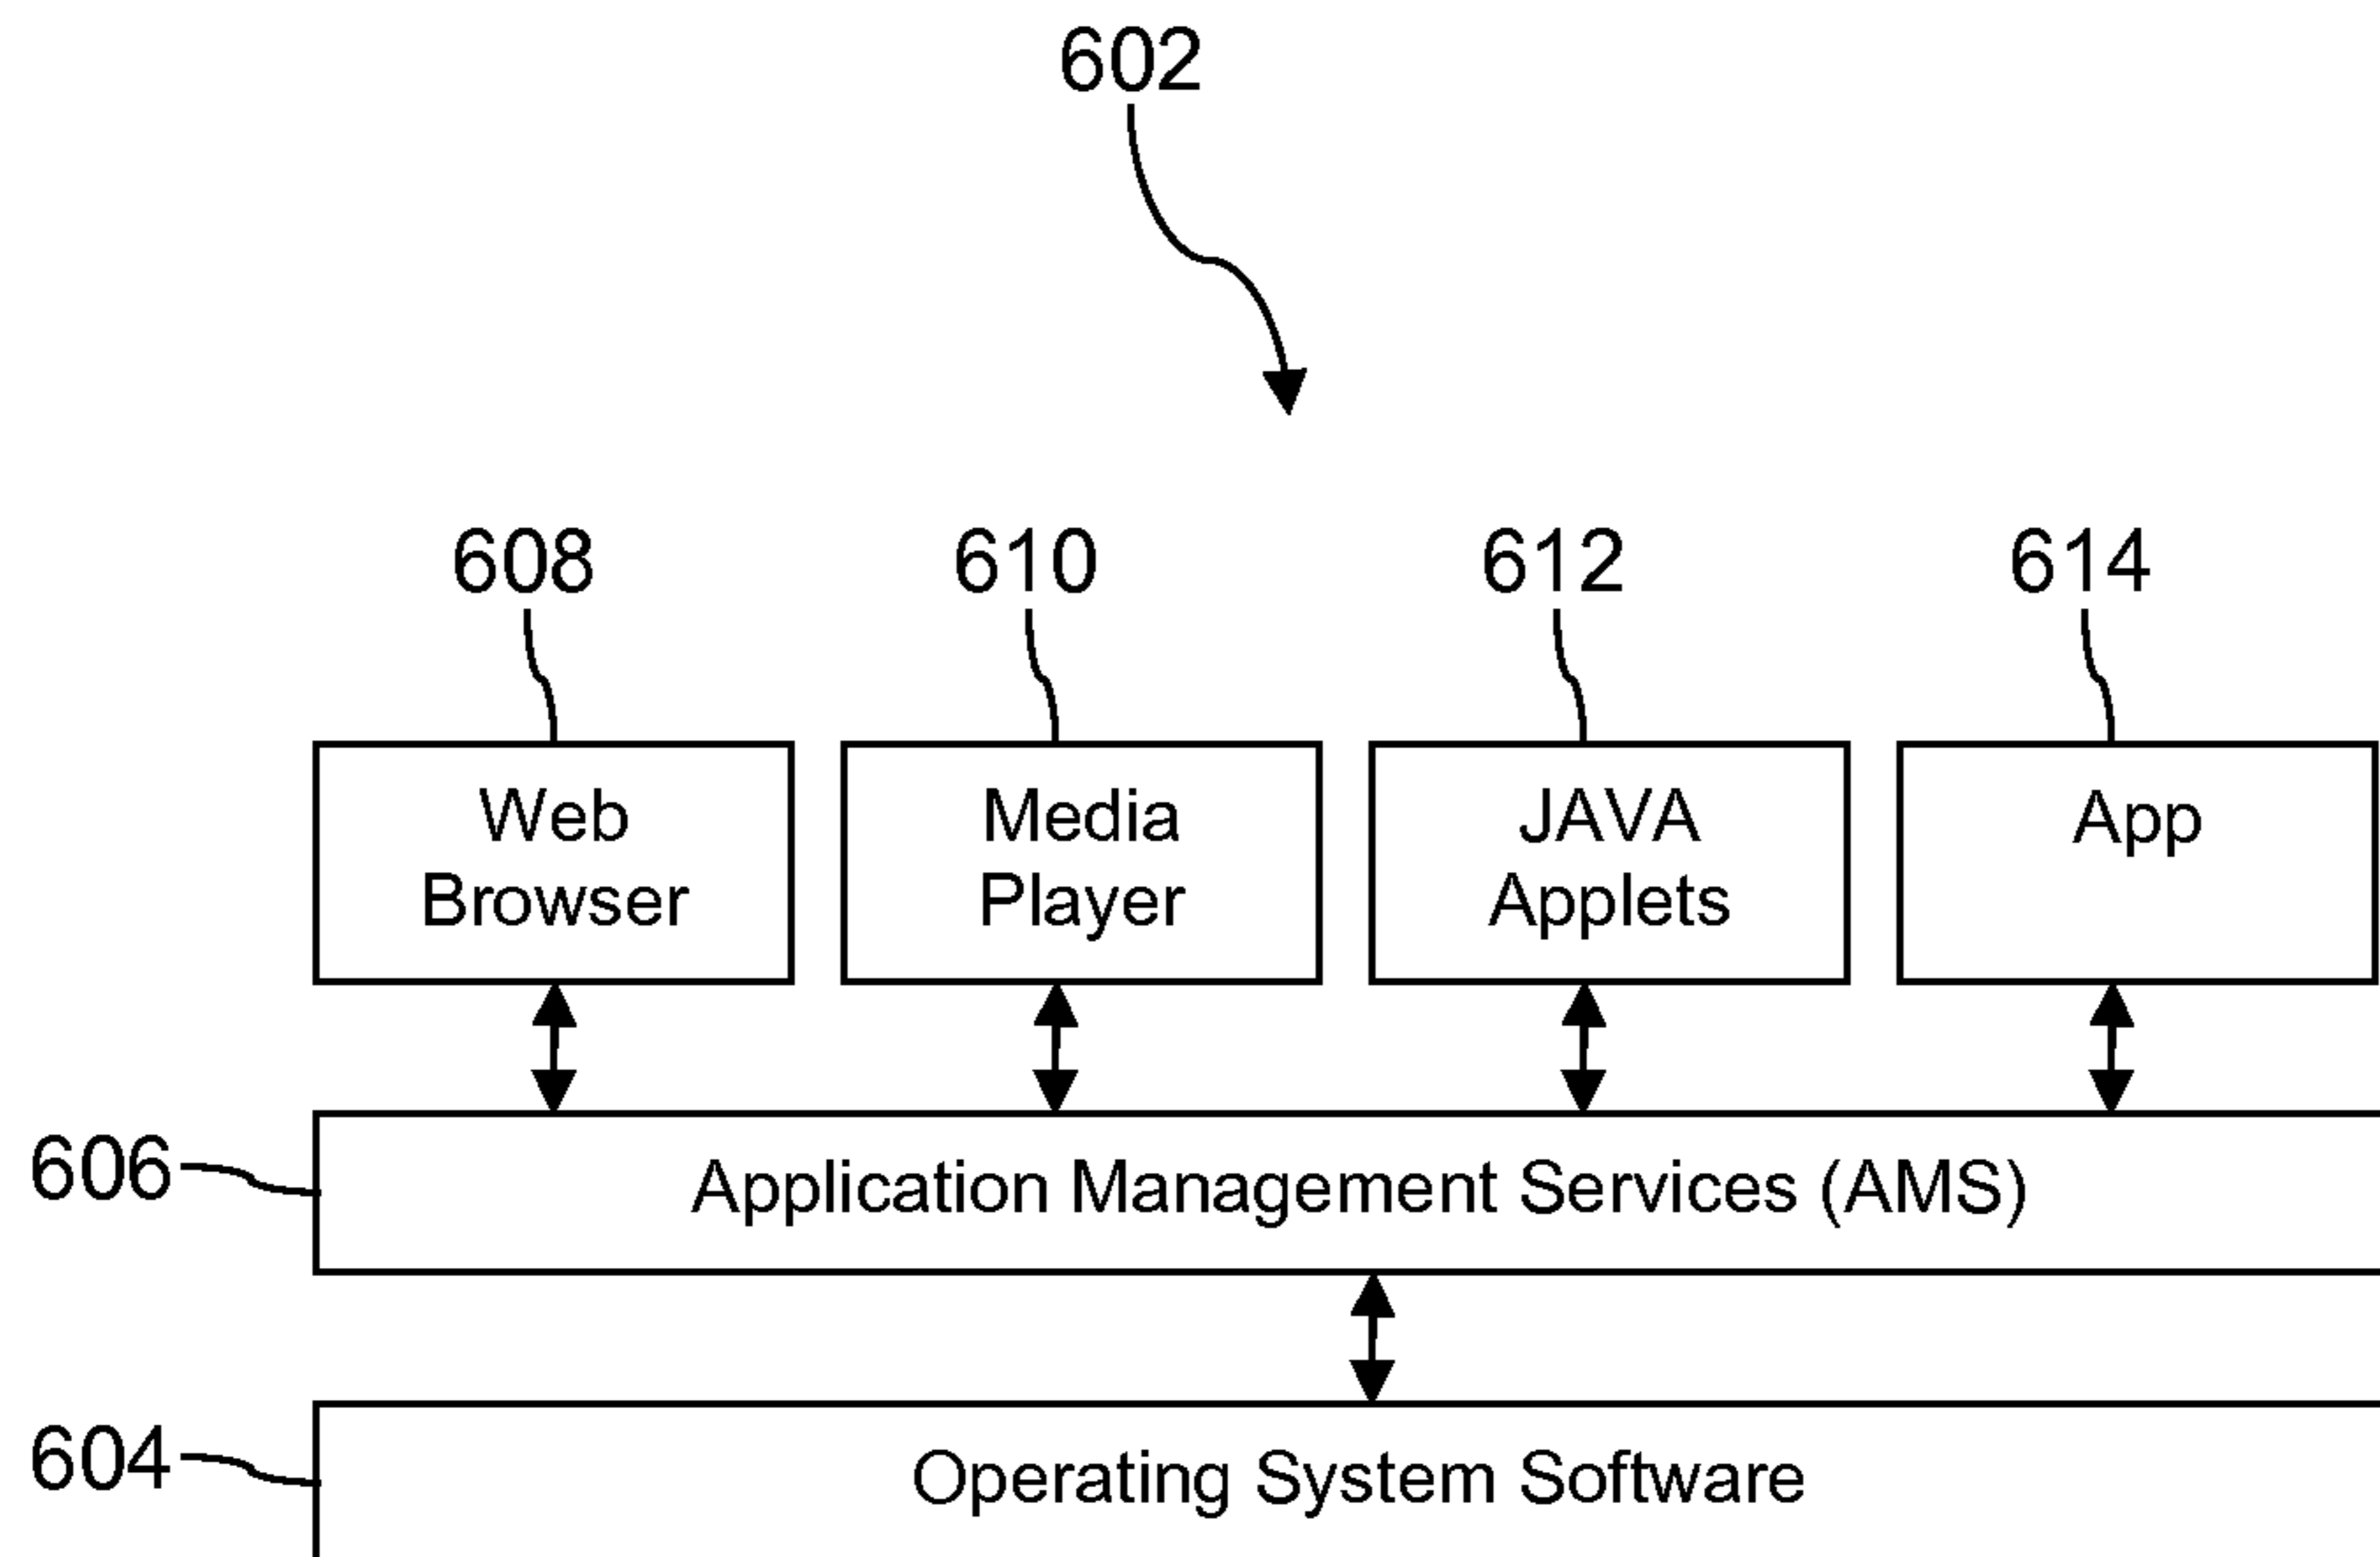 602
608
610
612
614
Web
Browser
Media
Player
JAVA
Applets
App
606
Application Management Services (AMS)
604
Operating System Software